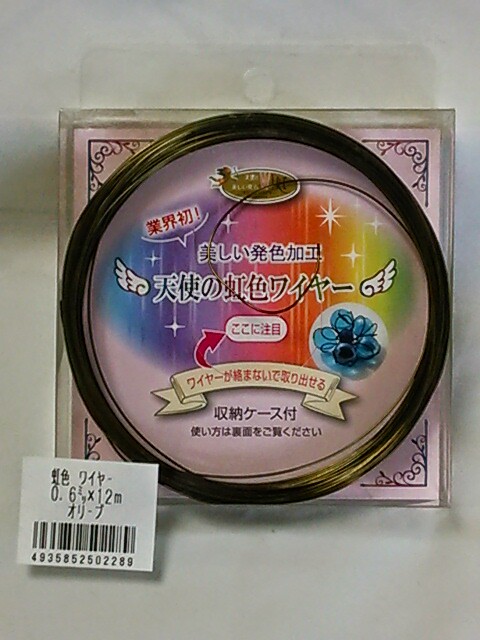 業界初!
美しい発色加工
天使の虹色ワイヤー
ここに注目
ワイヤーが絡まないで取り出せる
収納ケース付
使い方は裏面をご覧ください
虹色 ワイヤー
0.6㍉×12m
オリーブ
4935852502289